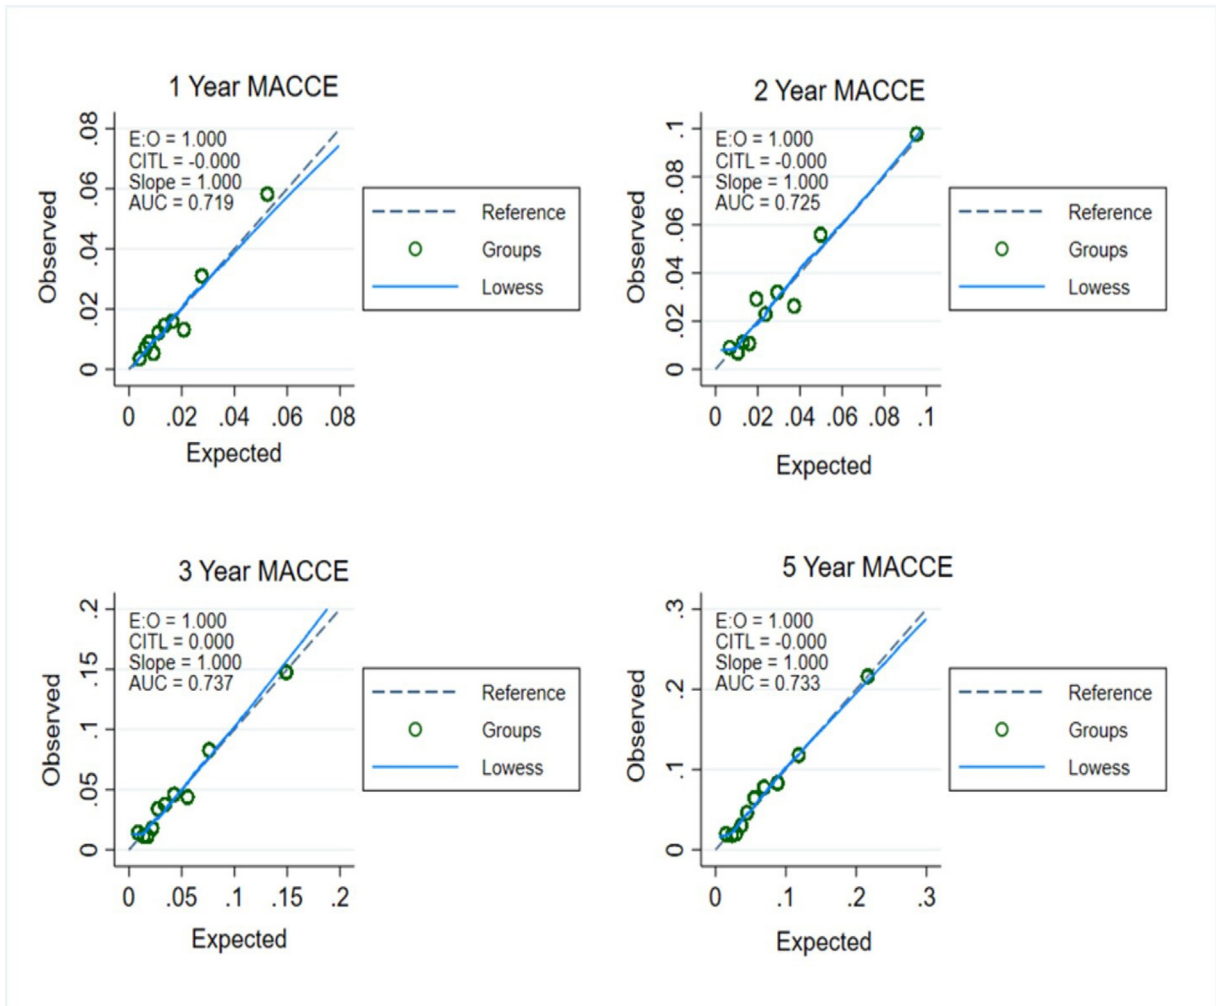 1 Year MACCE
E:O = 1.000
CITL = -0.000
Slope = 1.000
AUC = 0.719
Observed
.08
.06
.04
.02
0
0 .02 .04 .06 .08
Expected
Reference
Groups
Lowess
2 Year MACCE
E:O = 1.000
CITL = -0.000
Slope = 1.000
AUC = 0.725
Observed
.1
.08
.06
.04
.02
0
0 .02 .04 .06 .08 .1
Expected
Reference
Groups
Lowess
3 Year MACCE
E:O = 1.000
CITL = 0.000
Slope = 1.000
AUC = 0.737
Observed
.2
.15
.1
.05
0
0 .05 .1 .15 .2
Expected
Reference
Groups
Lowess
5 Year MACCE
E:O = 1.000
CITL = -0.000
Slope = 1.000
AUC = 0.733
Observed
.3
.2
.1
0
0 .1 .2 .3
Expected
Reference
Groups
Lowess